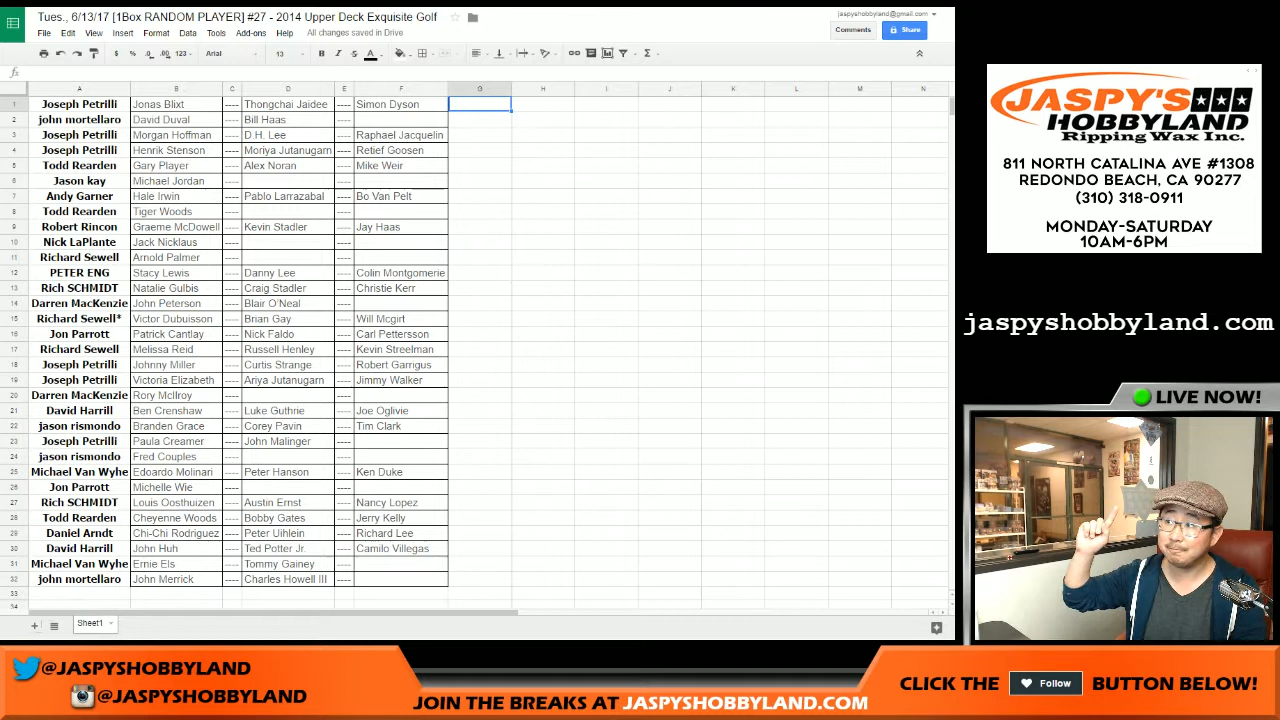 Tues., 6/13/17 [1Box RANDOM PLAYER] #27 - 2014 Upper Deck Exquisite Golf
jaspyshobbyland@gmail.com
File Edit View Insert Format Data Tools Add-ons Help All changes saved in Drive
Comments Share
$ % .0 .00 123 Arial 13 B I S A Σ
fx
A B C D E F G H I J K L M N
1 Joseph Petrilli Jonas Blixt ---- Thongchai Jaidee ---- Simon Dyson
2 john mortellaro David Duval ---- Bill Haas ----
3 Joseph Petrilli Morgan Hoffman ---- D.H. Lee ---- Raphael Jacquelin
4 Joseph Petrilli Henrik Stenson ---- Moriya Jutanugarn ---- Retief Goosen
5 Todd Rearden Gary Player ---- Alex Noran ---- Mike Weir
6 Jason kay Michael Jordan ---- ----
7 Andy Garner Hale Irwin ---- Pablo Larrazabal ---- Bo Van Pelt
8 Todd Rearden Tiger Woods ---- ----
9 Robert Rincon Graeme McDowell ---- Kevin Stadler ---- Jay Haas
10 Nick LaPlante Jack Nicklaus ---- ----
11 Richard Sewell Arnold Palmer ---- ----
12 PETER ENG Stacy Lewis ---- Danny Lee ---- Colin Montgomerie
13 Rich SCHMIDT Natalie Gulbis ---- Craig Stadler ---- Christie Kerr
14 Darren MacKenzie John Peterson ---- Blair O'Neal ----
15 Richard Sewell* Victor Dubuisson ---- Brian Gay ---- Will Mcgirt
16 Jon Parrott Patrick Cantlay ---- Nick Faldo ---- Carl Pettersson
17 Richard Sewell Melissa Reid ---- Russell Henley ---- Kevin Streelman
18 Joseph Petrilli Johnny Miller ---- Curtis Strange ---- Robert Garrigus
19 Joseph Petrilli Victoria Elizabeth ---- Ariya Jutanugarn ---- Jimmy Walker
20 Darren MacKenzie Rory McIlroy ---- ----
21 David Harrill Ben Crenshaw ---- Luke Guthrie ---- Joe Oglivie
22 jason rismondo Branden Grace ---- Corey Pavin ---- Tim Clark
23 Joseph Petrilli Paula Creamer ---- John Malinger ----
24 jason rismondo Fred Couples ---- ----
25 Michael Van Wyhe Edoardo Molinari ---- Peter Hanson ---- Ken Duke
26 Jon Parrott Michelle Wie ---- ----
27 Rich SCHMIDT Louis Oosthuizen ---- Austin Ernst ---- Nancy Lopez
28 Todd Rearden Cheyenne Woods ---- Bobby Gates ---- Jerry Kelly
29 Daniel Arndt Chi-Chi Rodriguez ---- Peter Uihlein ---- Richard Lee
30 David Harrill John Huh ---- Ted Potter Jr. ---- Camilo Villegas
31 Michael Van Wyhe Ernie Els ---- Tommy Gainey ----
32 john mortellaro John Merrick ---- Charles Howell III ----
33
34
Sheet1
JASPY'S
HOBBYLAND
Ripping Wax Inc.
811 NORTH CATALINA AVE #1308
REDONDO BEACH, CA 90277
(310) 318-0911
MONDAY-SATURDAY
10AM-6PM
jaspyshobbyland.com
LIVE NOW!
@JASPYSHOBBYLAND
@JASPYSHOBBYLAND
JOIN THE BREAKS AT JASPYSHOBBYLAND.COM
CLICK THE Follow BUTTON BELOW!